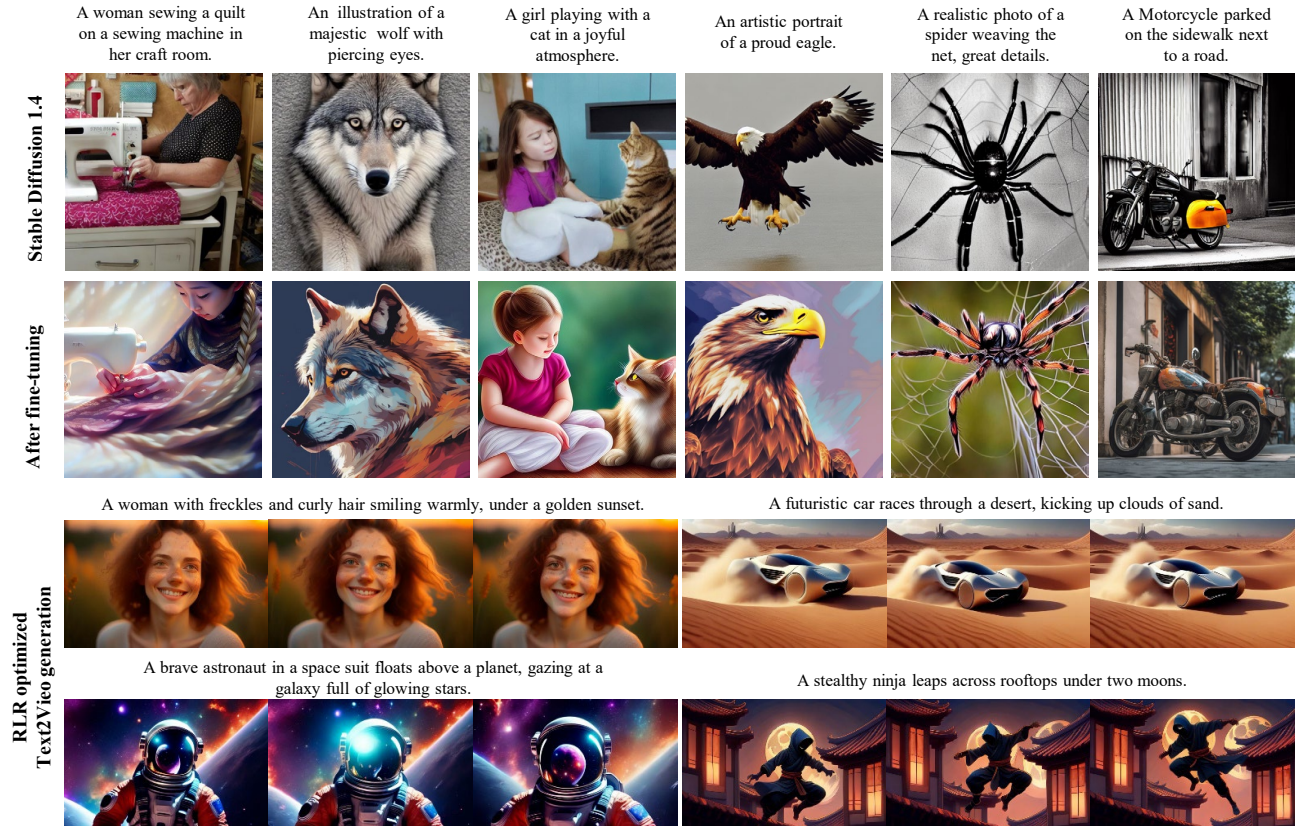 A woman sewing a quilt
on a sewing machine in
her craft room.
An illustration of a
majestic wolf with
piercing eyes.
A girl playing with a
cat in a joyful
atmosphere.
An artistic portrait
of a proud eagle.
A realistic photo of a
spider weaving the
net, great details.
A Motorcycle parked
on the sidewalk next
to a road.
Stable Diffusion 1.4
After fine-tuning
A woman with freckles and curly hair smiling warmly, under a golden sunset.
A futuristic car races through a desert, kicking up clouds of sand.
RLR optimized
Text2Vieo generation
A brave astronaut in a space suit floats above a planet, gazing at a
galaxy full of glowing stars.
A stealthy ninja leaps across rooftops under two moons.